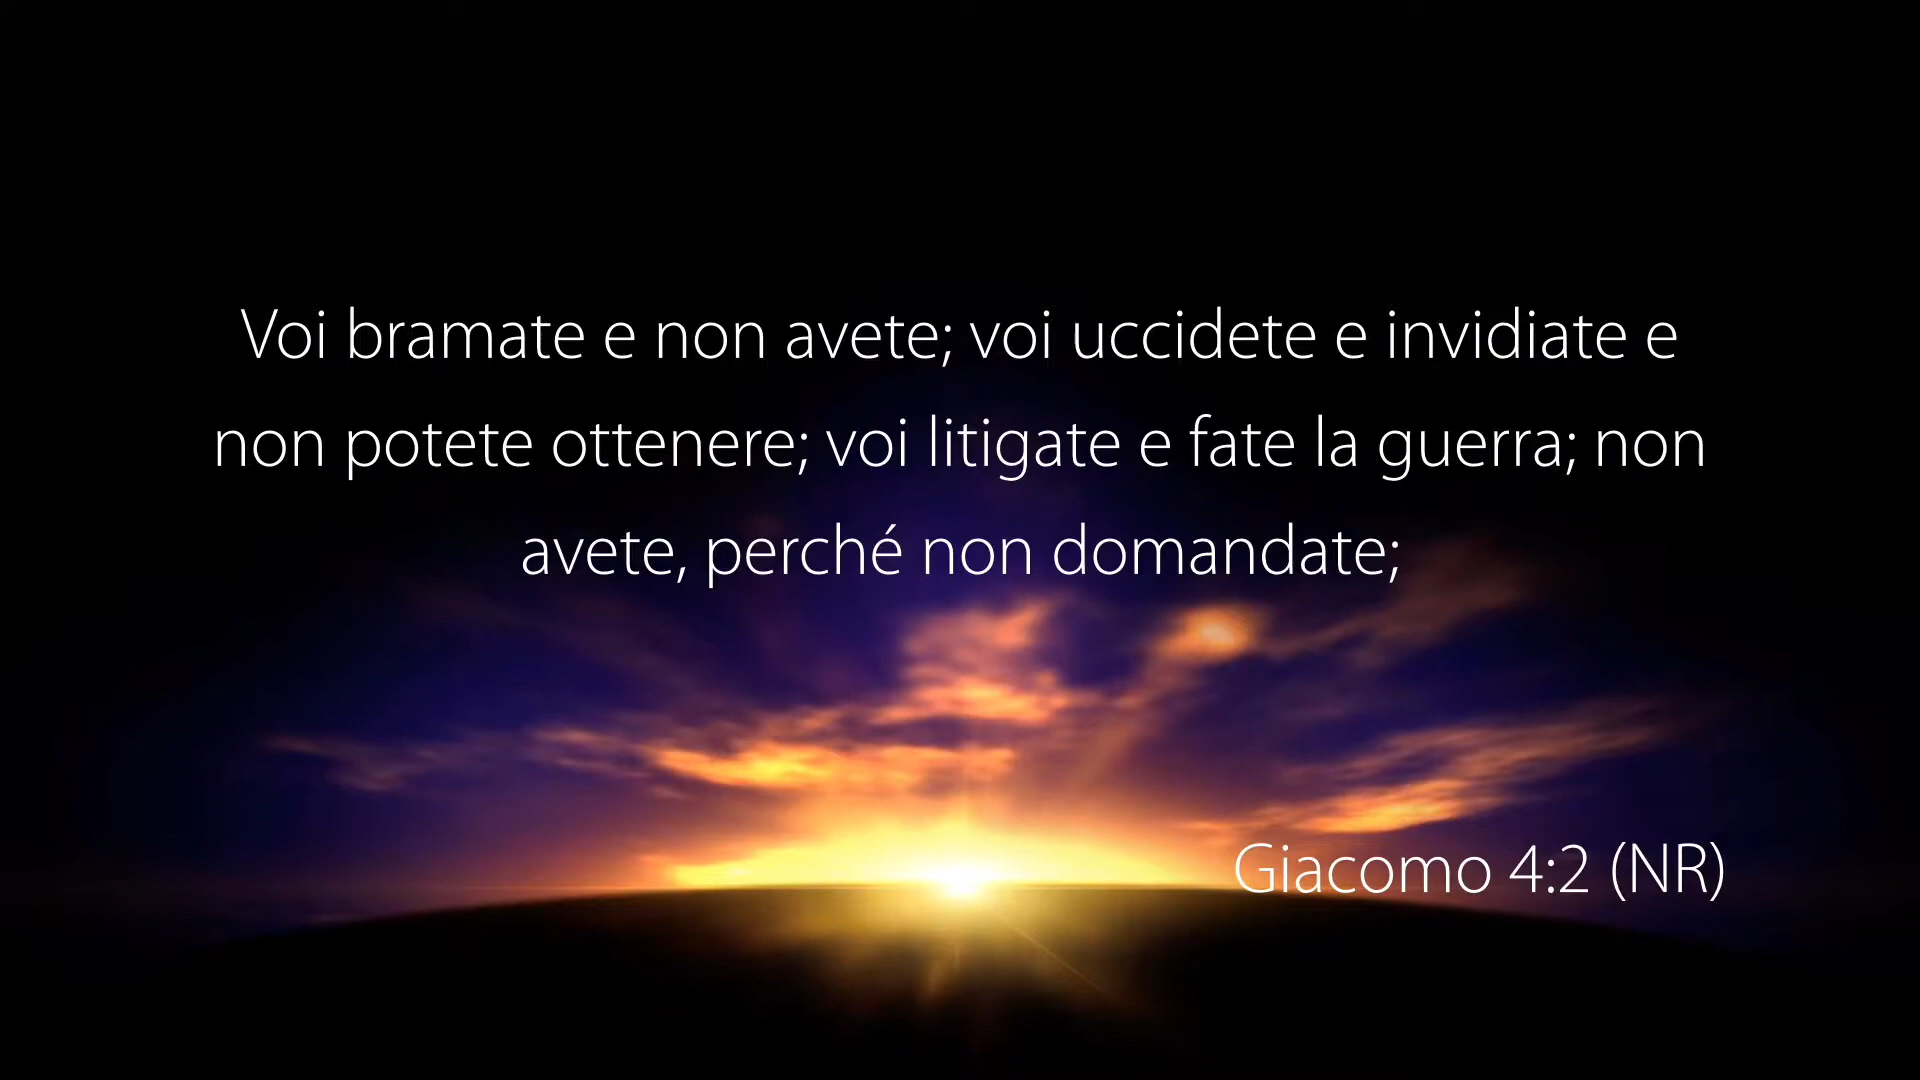 Voi bramate e non avete; voi uccidete e invidiate e
non potete ottenere; voi litigate e fate la guerra; non
avete, perché non domandate;
Giacomo 4:2 (NR)